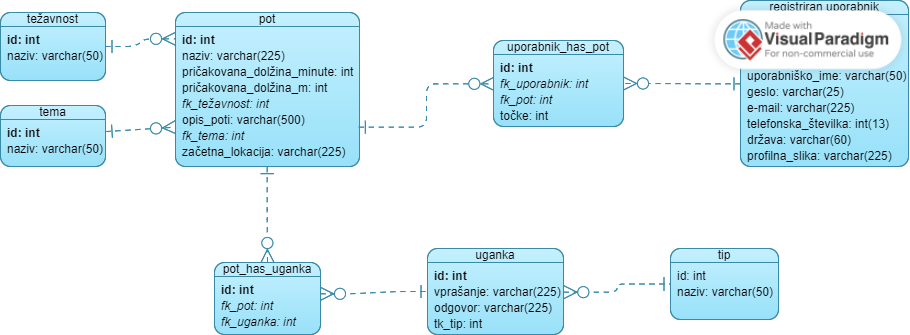 težavnost
id: int
naziv: varchar(50)
tema
id: int
naziv: varchar(50)
pot
id: int
naziv: varchar(225)
pričakovana_dolžina_minute: int
pričakovana_dolžina_m: int
fk_težavnost: int
opis_poti: varchar(500)
fk_tema: int
začetna_lokacija: varchar(225)
uporabnik_has_pot
id: int
fk_uporabnik: int
fk_pot: int
točke: int
registriran uporabnik
Made with
VisualParadigm
For non-commercial use
uporabniško_ime: varchar(50)
geslo: varchar(25)
e-mail: varchar(225)
telefonska_številka: int(13)
država: varchar(60)
profilna_slika: varchar(225)
pot_has_uganka
id: int
fk_pot: int
fk_uganka: int
uganka
id: int
vprašanje: varchar(225)
odgovor: varchar(225)
tk_tip: int
tip
id: int
naziv: varchar(50)